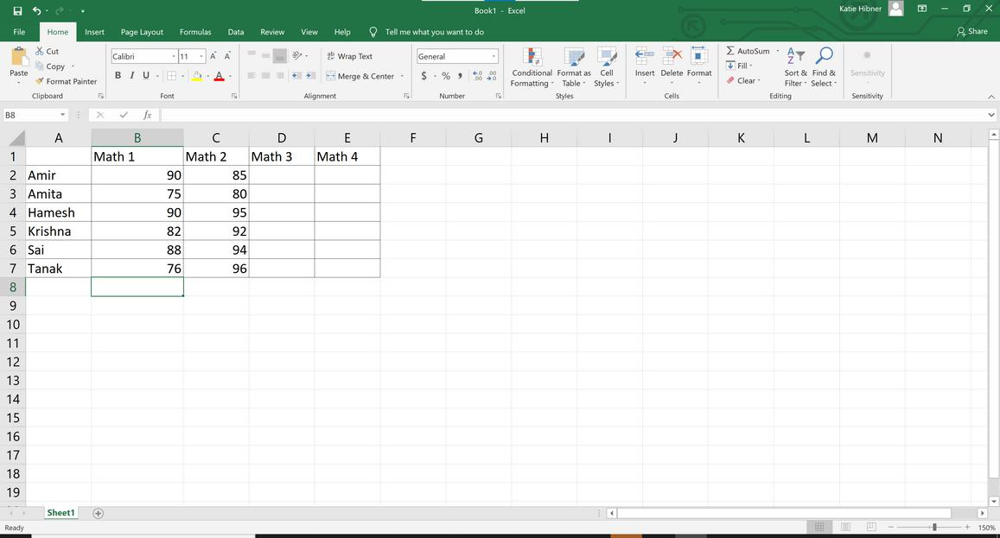 Book1 - Excel
Katie Hibner
File Home Insert Page Layout Formulas Data Review View Help Tell me what you want to do Share
Paste
Cut
Copy
Format Painter
Clipboard
Calibri 11 A A
B I U A
Font
Wrap Text
Merge & Center
Alignment
General
$ % , .00 .0
Number
Conditional Formatting
Format as Table
Cell Styles
Styles
Insert Delete Format
Cells
AutoSum
Fill
Clear
Sort & Filter
Find & Select
Editing
Sensitivity
Sensitivity
B8 fx
A B C D E F G H I J K L M N
1 Math 1 Math 2 Math 3 Math 4
2 Amir 90 85
3 Amita 75 80
4 Hamesh 90 95
5 Krishna 82 92
6 Sai 88 94
7 Tanak 76 96
8
9
10
11
12
13
14
15
16
17
18
19
Sheet1
Ready 150%